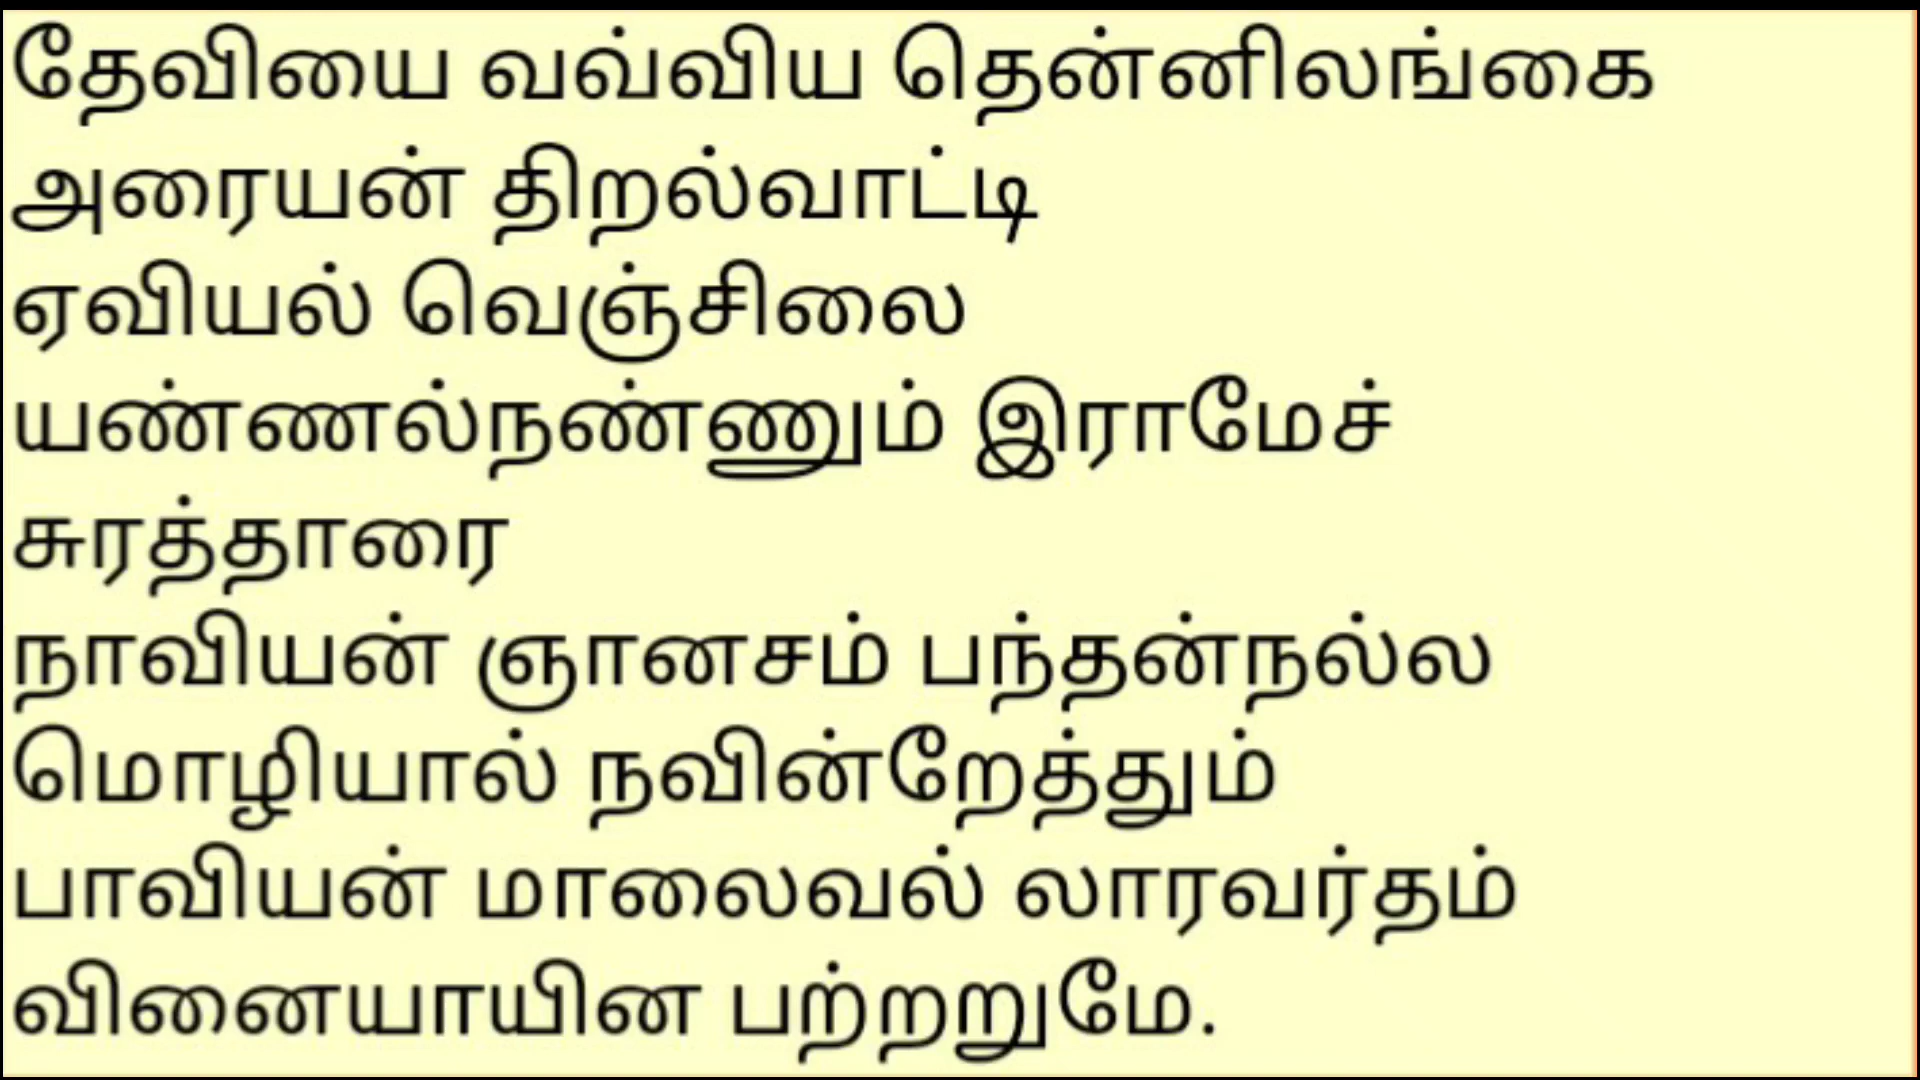 தேவியை வவ்விய தென்னிலங்கை
அரையன் திறல்வாட்டி
ஏவியல் வெஞ்சிலை
யண்ணல்நண்ணும் இராமேச்
சுரத்தாரை
நாவியன் ஞானசம் பந்தன்நல்ல
மொழியால் நவின்றேத்தும்
பாவியன் மாலைவல் லாரவர்தம்
வினையாயின பற்றறுமே.